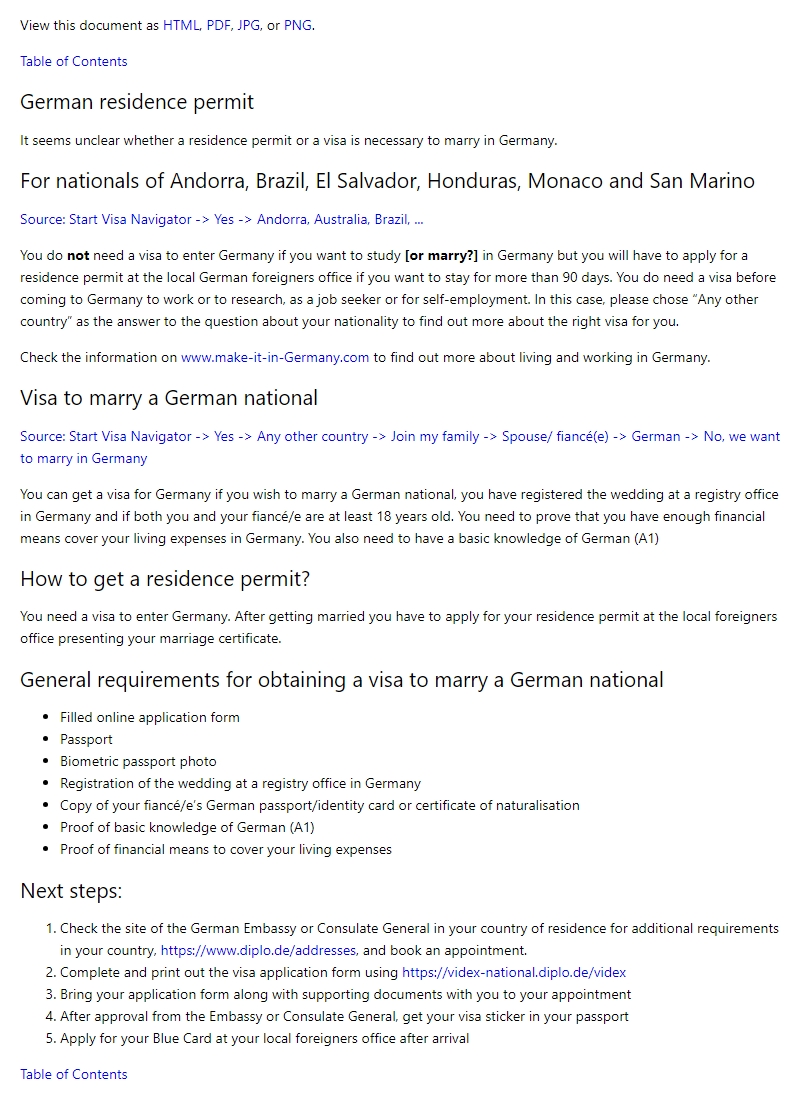 View this document as HTML, PDF, JPG, or PNG.
Table of Contents
German residence permit
It seems unclear whether a residence permit or a visa is necessary to marry in Germany.
For nationals of Andorra, Brazil, El Salvador, Honduras, Monaco and San Marino
Source: Start Visa Navigator -> Yes -> Andorra, Australia, Brazil, ...
You do not need a visa to enter Germany if you want to study [or marry?] in Germany but you will have to apply for a
residence permit at the local German foreigners office if you want to stay for more than 90 days. You do need a visa before
coming to Germany to work or to research, as a job seeker or for self-employment. In this case, please chose “Any other
country” as the answer to the question about your nationality to find out more about the right visa for you.
Check the information on www.make-it-in-Germany.com to find out more about living and working in Germany.
Visa to marry a German national
Source: Start Visa Navigator -> Yes -> Any other country -> Join my family -> Spouse/ fiancé(e) -> German -> No, we want
to marry in Germany
You can get a visa for Germany if you wish to marry a German national, you have registered the wedding at a registry office
in Germany and if both you and your fiancé/e are at least 18 years old. You need to prove that you have enough financial
means cover your living expenses in Germany. You also need to have a basic knowledge of German (A1)
How to get a residence permit?
You need a visa to enter Germany. After getting married you have to apply for your residence permit at the local foreigners
office presenting your marriage certificate.
General requirements for obtaining a visa to marry a German national
• Filled online application form
• Passport
• Biometric passport photo
• Registration of the wedding at a registry office in Germany
• Copy of your fiancé/e’s German passport/identity card or certificate of naturalisation
• Proof of basic knowledge of German (A1)
• Proof of financial means to cover your living expenses
Next steps:
1. Check the site of the German Embassy or Consulate General in your country of residence for additional requirements
in your country, https://www.diplo.de/addresses, and book an appointment.
2. Complete and print out the visa application form using https://videx-national.diplo.de/videx
3. Bring your application form along with supporting documents with you to your appointment
4. After approval from the Embassy or Consulate General, get your visa sticker in your passport
5. Apply for your Blue Card at your local foreigners office after arrival
Table of Contents